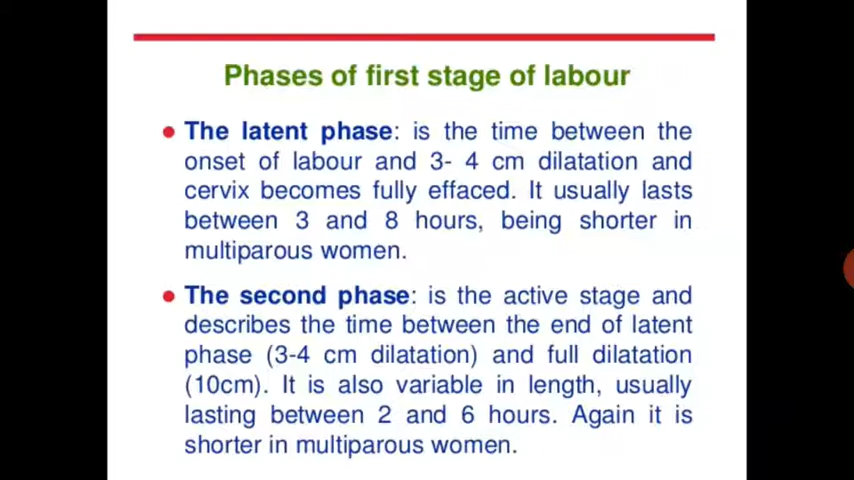 Phases of first stage of labour
The latent phase: is the time between the
onset of labour and 3- 4 cm dilatation and
cervix becomes fully effaced. It usually lasts
between 3 and 8 hours, being shorter in
multiparous women.
The second phase: is the active stage and
describes the time between the end of latent
phase (3-4 cm dilatation) and full dilatation
(10cm). It is also variable in length, usually
lasting between 2 and 6 hours. Again it is
shorter in multiparous women.